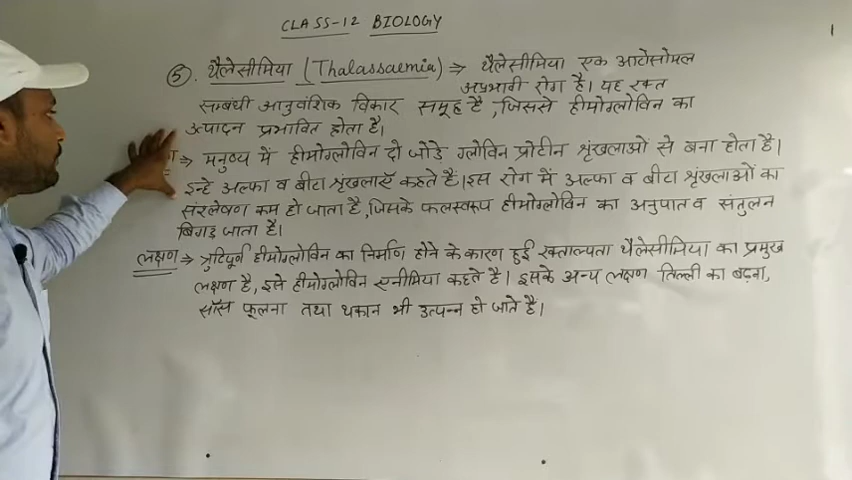 CLASS-12 BIOLOGY
⑤. थैलेसीमिया (Thalassaemia) ⇒ थैलेसीमिया एक आटोसोमल
अप्रभावी रोग है। यह रक्त
सम्बंधी आनुवंशिक विकार समूह है, जिससे हीमोग्लोविन का
उत्पादन प्रभावित होता है।
⇒ मनुष्य में हीमोग्लोविन दो जोड़े ग्लोविन प्रोटीन श्रृंखलाओं से बना होता है।
इन्हे अल्फा व बीटा श्रृंखलाएँ कहते हैं। इस रोग में अल्फा व बीटा श्रृंखलाओं का
संश्लेषण कम हो जाता है, जिसके फलस्वरूप हीमोग्लोविन का अनुपात व संतुलन
बिगड़ जाता है।
लक्षण ⇒ त्रुटिपूर्ण हीमोग्लोविन का निर्माण होने के कारण हुई रक्ताल्पता थैलेसीमिया का प्रमुख
लक्षण है, इसे हीमोग्लोविन एनीमिया कहते है। इसके अन्य लक्षण तिल्ली का बढ़ना,
साँस फूलना तथा थकान भी उत्पन्न हो जाते है।